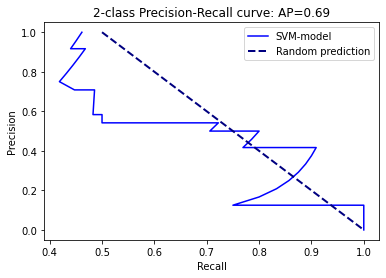 2-class Precision-Recall curve: AP=0.69
1.0
0.8
0.6
0.4
0.2
0.0
Precision
SVM-model
Random prediction
0.4
0.5
0.6
0.7
0.8
0.9
1.0
Recall